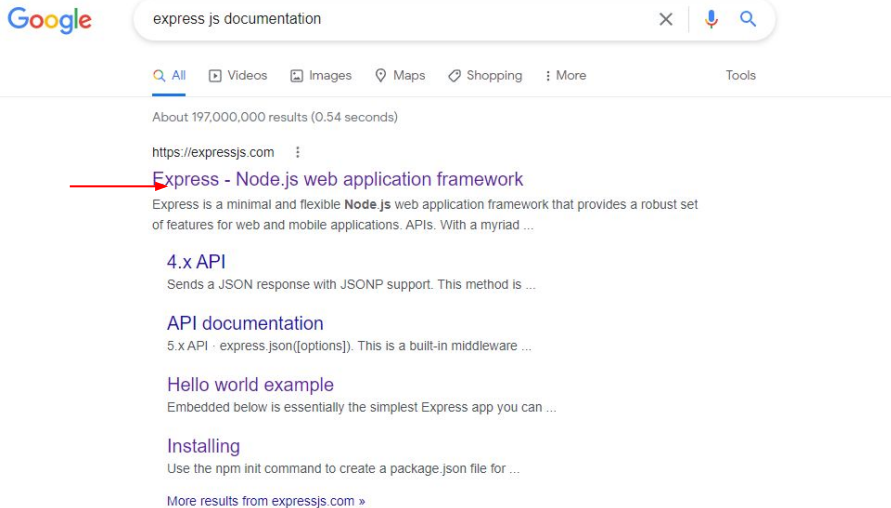 Google
express js documentation
All Videos Images Maps Shopping More Tools
About 197,000,000 results (0.54 seconds)
https://expressjs.com
Express - Node.js web application framework
Express is a minimal and flexible Node.js web application framework that provides a robust set
of features for web and mobile applications. APIs. With a myriad ...
4.x API
Sends a JSON response with JSONP support. This method is ...
API documentation
5.x API · express.json([options]). This is a built-in middleware ...
Hello world example
Embedded below is essentially the simplest Express app you can ...
Installing
Use the npm init command to create a package.json file for ...
More results from expressjs.com »